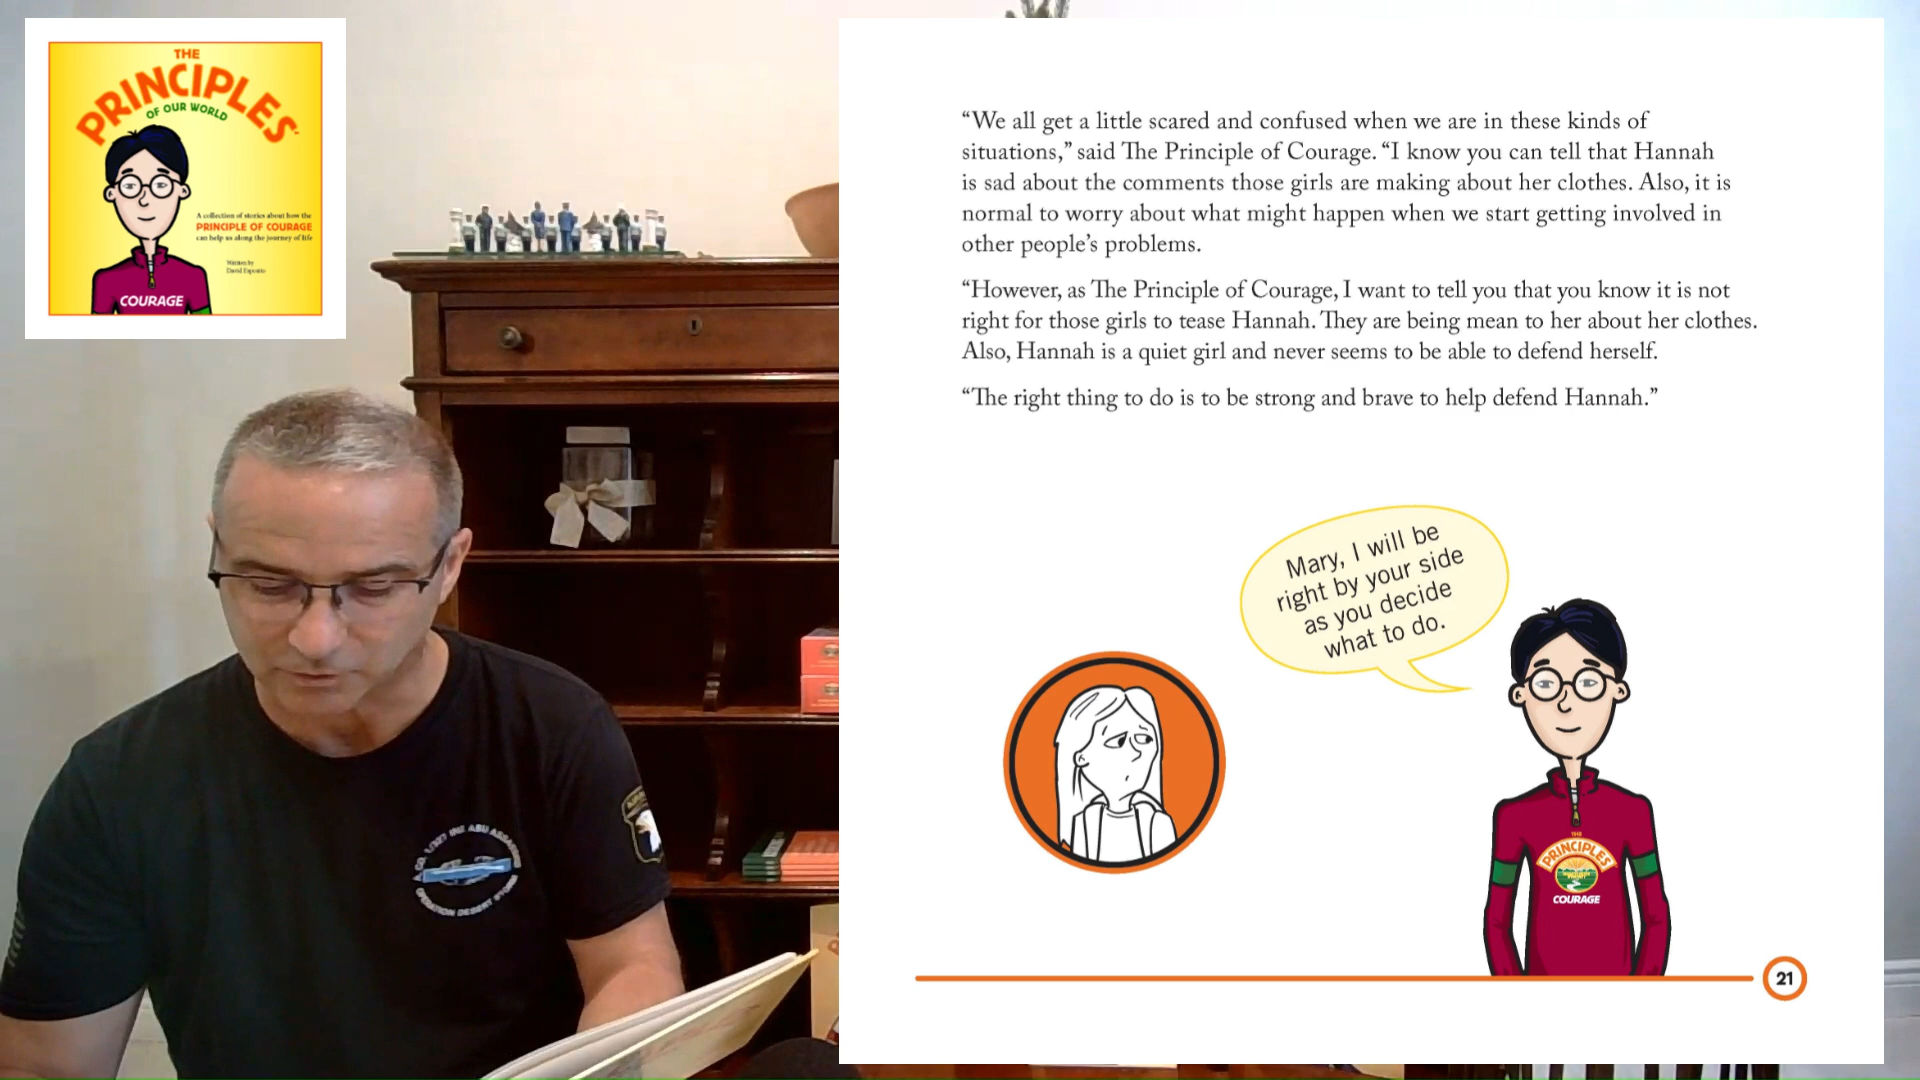 THE
PRINCIPLES
OF OUR WORLD
A collection of stories about how the
PRINCIPLE OF COURAGE
can help us along the journey of life
Written by
David Esposito
COURAGE
“We all get a little scared and confused when we are in these kinds of
situations,” said The Principle of Courage. “I know you can tell that Hannah
is sad about the comments those girls are making about her clothes. Also, it is
normal to worry about what might happen when we start getting involved in
other people’s problems.
“However, as The Principle of Courage, I want to tell you that you know it is not
right for those girls to tease Hannah. They are being mean to her about her clothes.
Also, Hannah is a quiet girl and never seems to be able to defend herself.
“The right thing to do is to be strong and brave to help defend Hannah.”
Mary, I will be
right by your side
as you decide
what to do.
THE
PRINCIPLES
COURAGE
21
OPERATION DESERT STORM